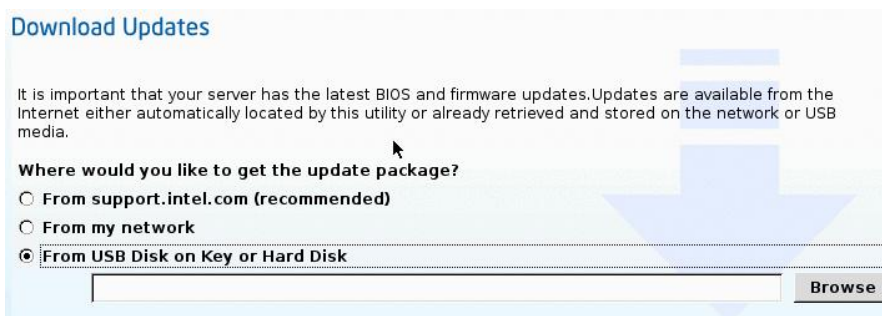 Download Updates
It is important that your server has the latest BIOS and firmware updates.Updates are available from the
Internet either automatically located by this utility or already retrieved and stored on the network or USB
media.
Where would you like to get the update package?
From support.intel.com (recommended)
From my network
From USB Disk on Key or Hard Disk
Browse